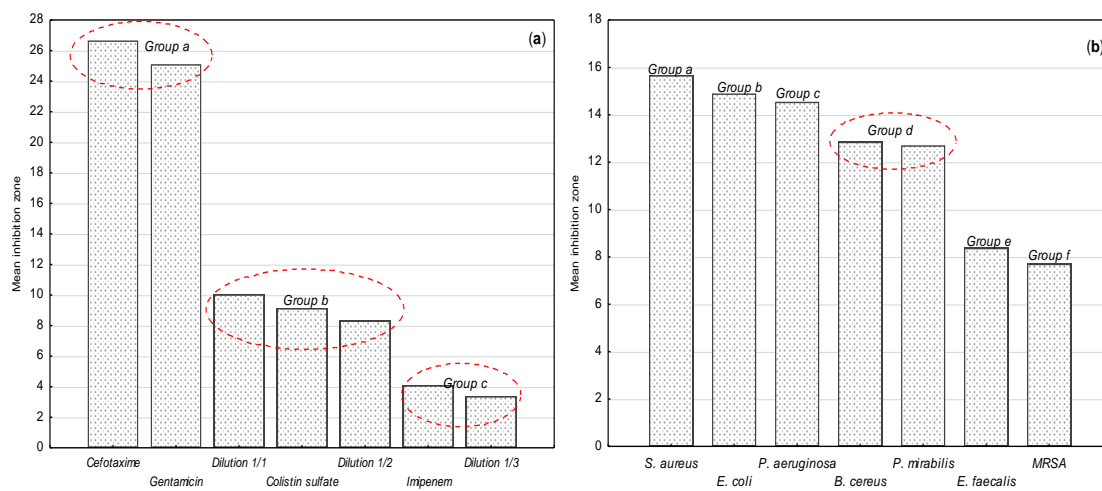 (a)
Mean inhibition zone
28
26
24
22
20
18
16
14
12
10
8
6
4
2
0
Group a
Group b
Group c
Cefotaxime
Gentamicin
Dilution 1/1
Colistin sulfate
Dilution 1/2
Imipenem
Dilution 1/3
(b)
Mean inhibition zone
18
16
14
12
10
8
6
4
2
0
Group a
Group b
Group c
Group d
Group e
Group f
S. aureus
E. coli
P. aeruginosa
B. cereus
P. mirabilis
E. faecalis
MRSA